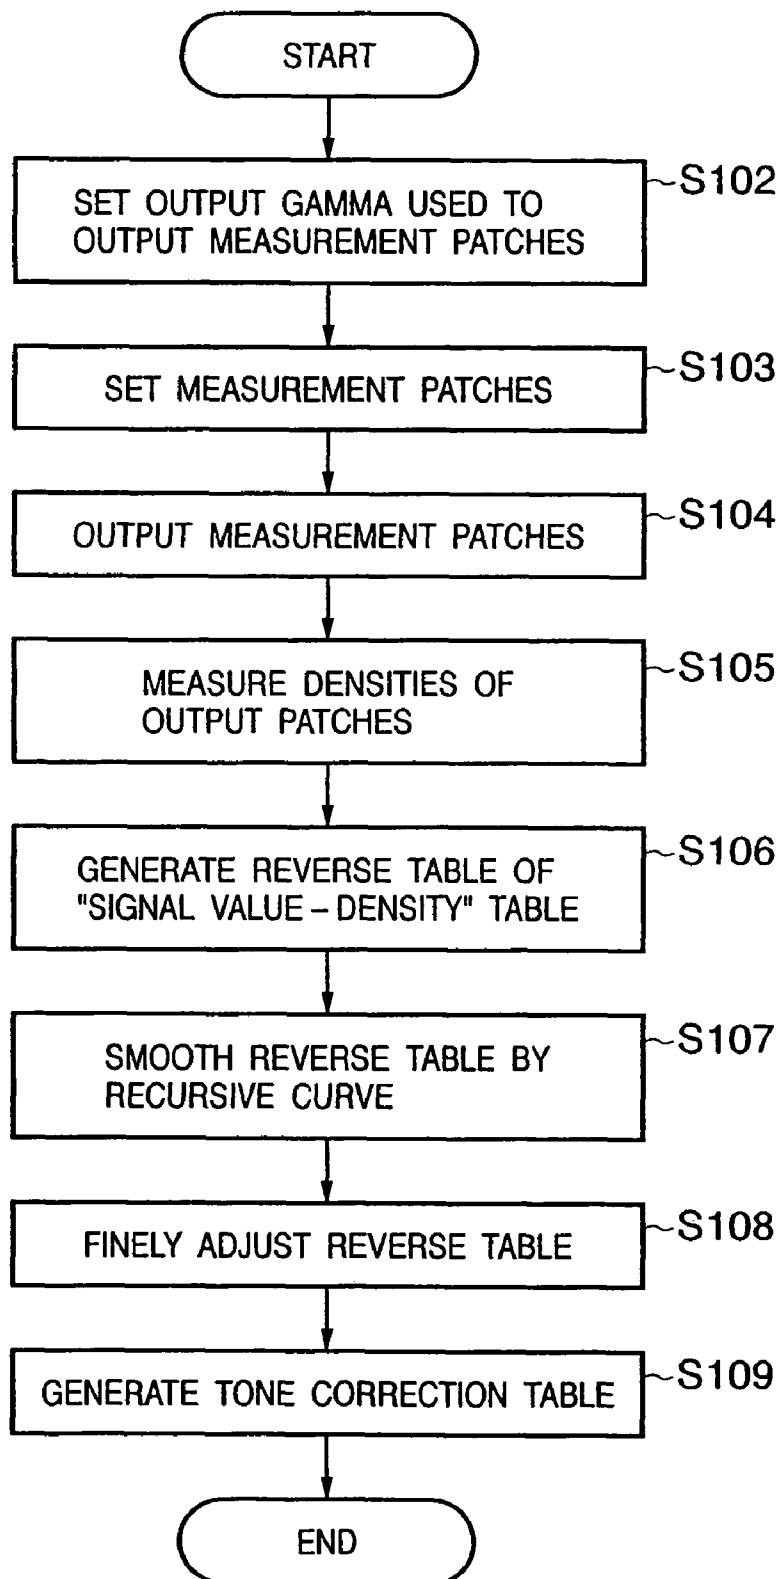 START
SET OUTPUT GAMMA USED TO
OUTPUT MEASUREMENT PATCHES
S102
SET MEASUREMENT PATCHES
S103
OUTPUT MEASUREMENT PATCHES
S104
MEASURE DENSITIES OF
OUTPUT PATCHES
S105
GENERATE REVERSE TABLE OF
"SIGNAL VALUE – DENSITY" TABLE
S106
SMOOTH REVERSE TABLE BY
RECURSIVE CURVE
S107
FINELY ADJUST REVERSE TABLE
S108
GENERATE TONE CORRECTION TABLE
S109
END